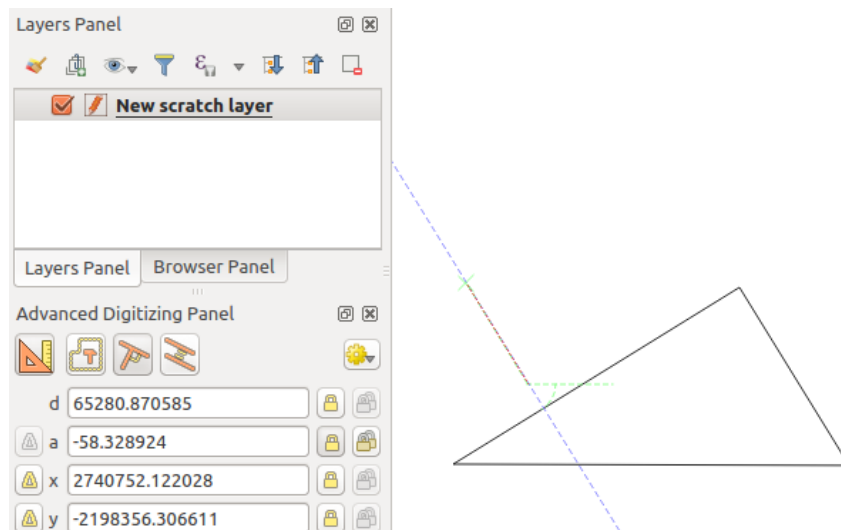 Layers Panel
New scratch layer
Layers Panel Browser Panel
Advanced Digitizing Panel
d 65280.870585
a -58.328924
x 2740752.122028
y -2198356.306611